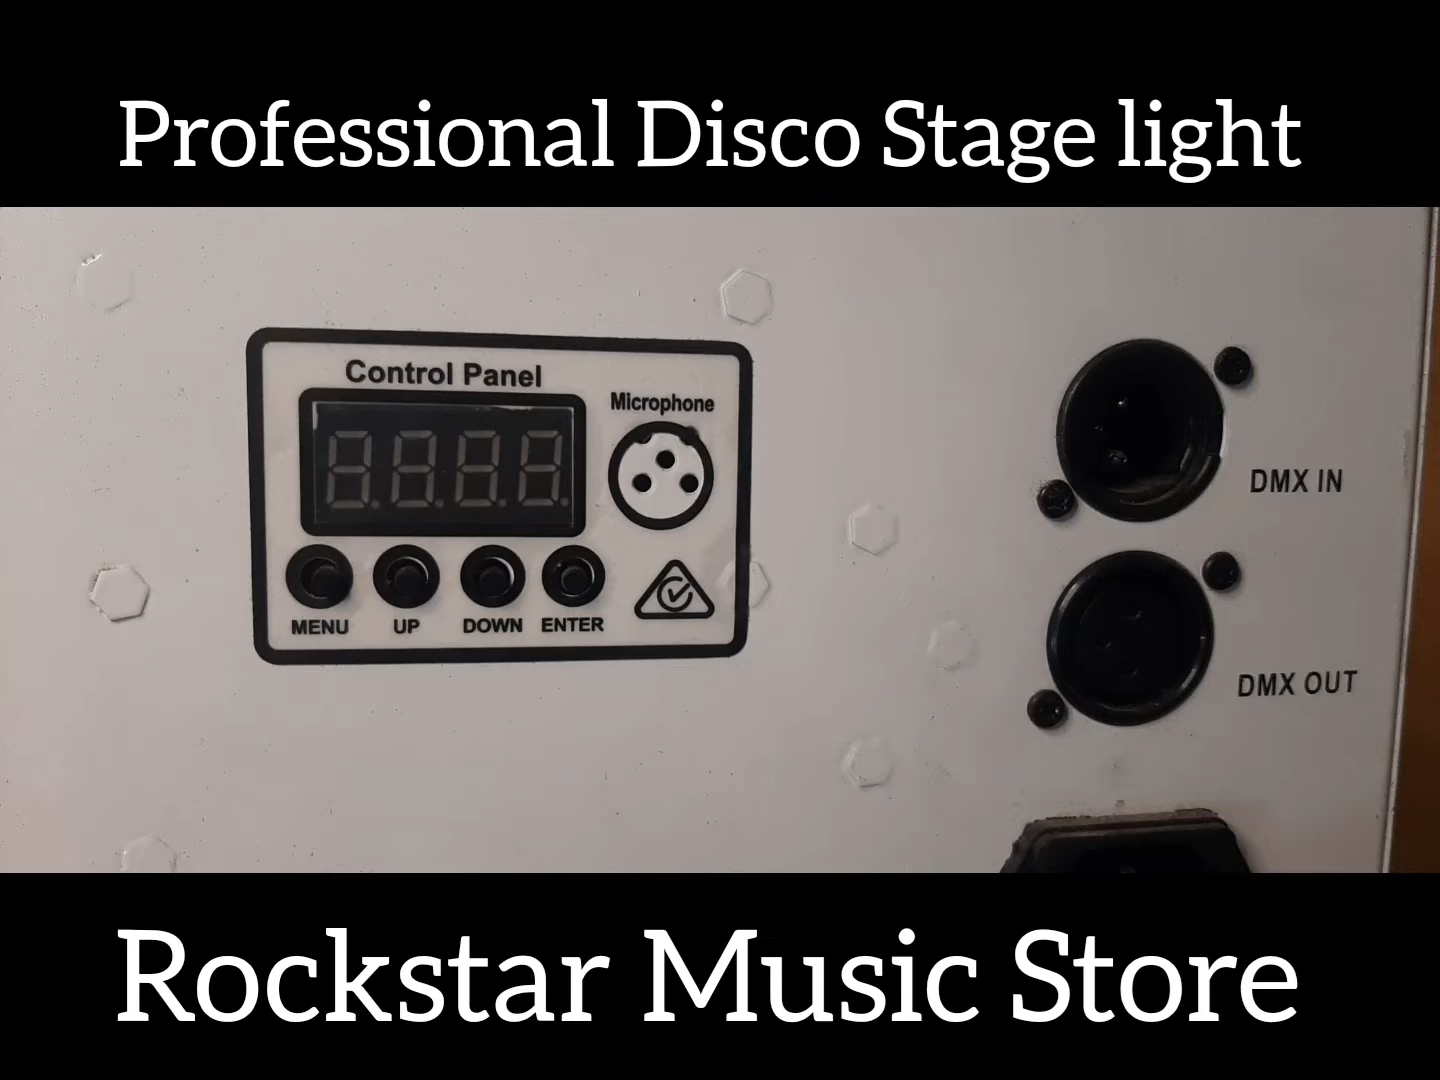 Professional Disco Stage light
Control Panel
Microphone
MENU UP DOWN ENTER
DMX IN
DMX OUT
Rockstar Music Store